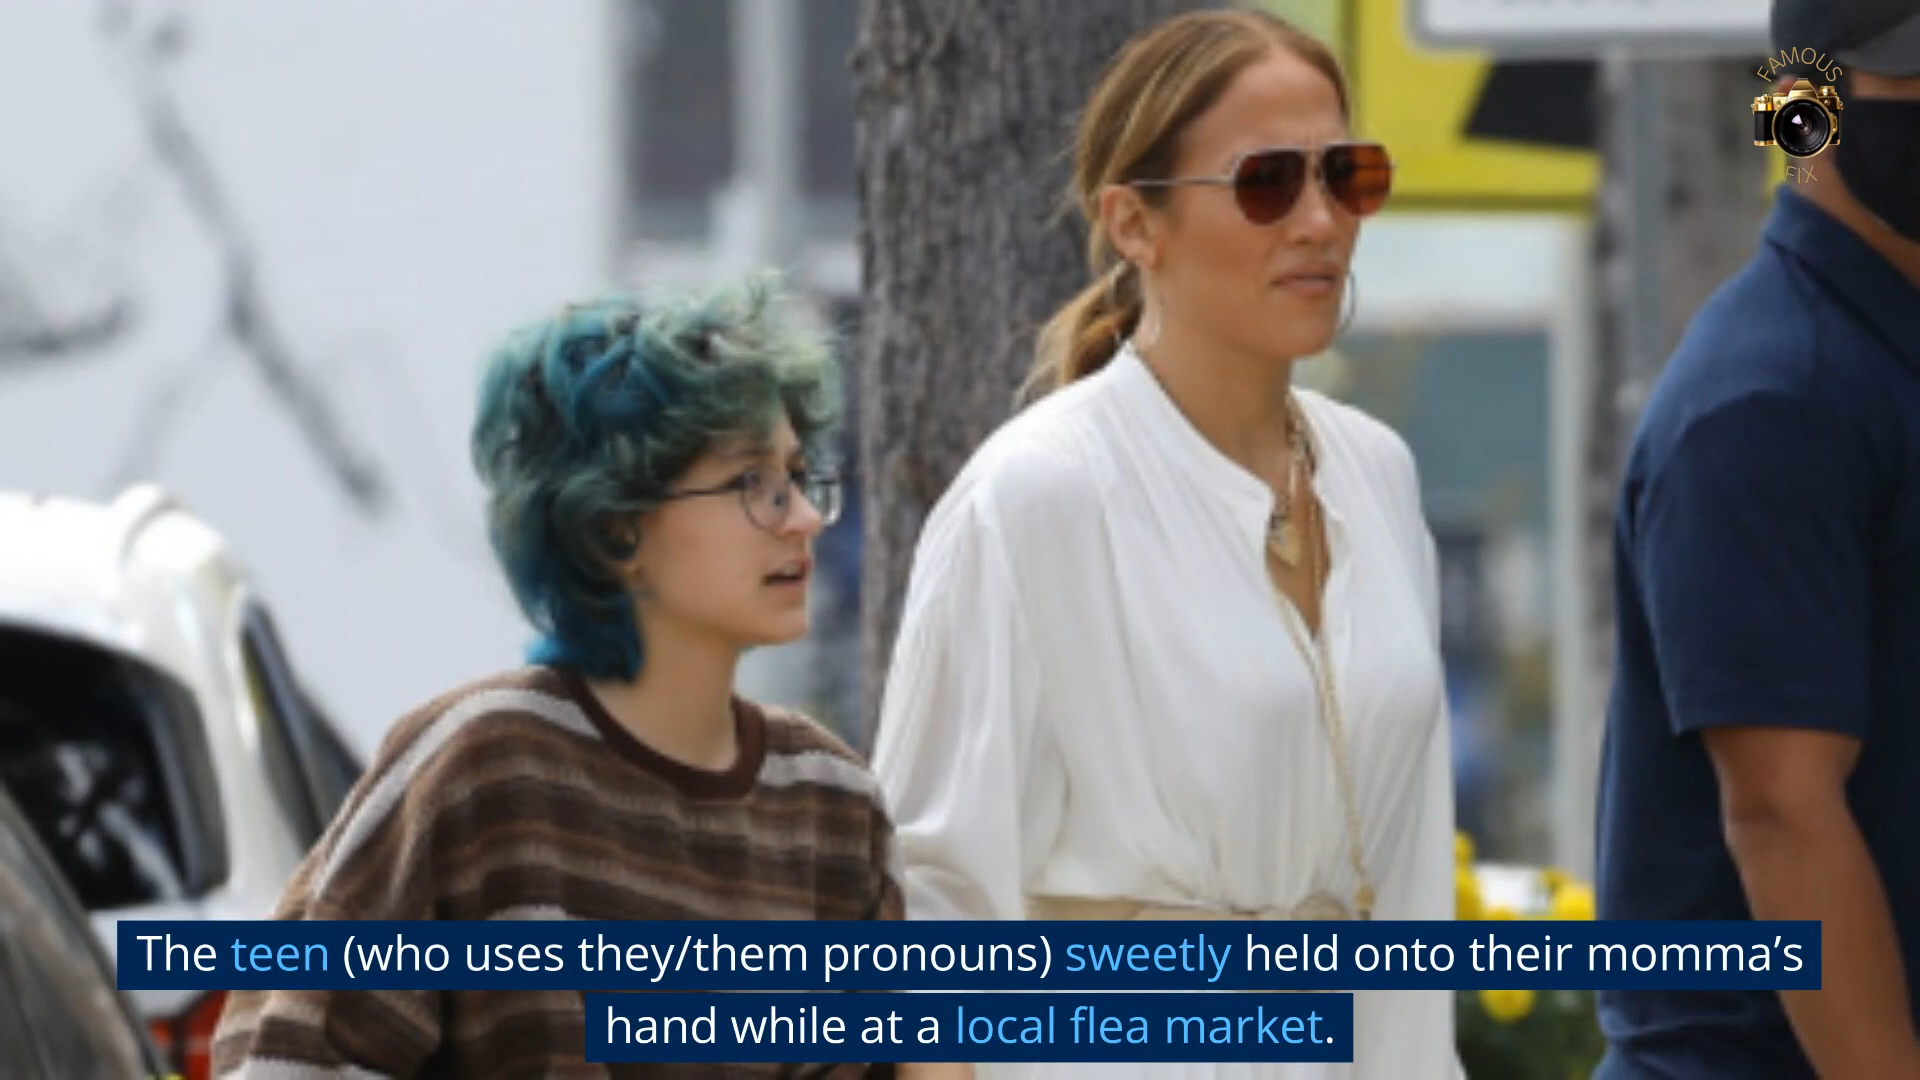 FAMOUS
FIX
The teen (who uses they/them pronouns) sweetly held onto their momma’s
hand while at a local flea market.